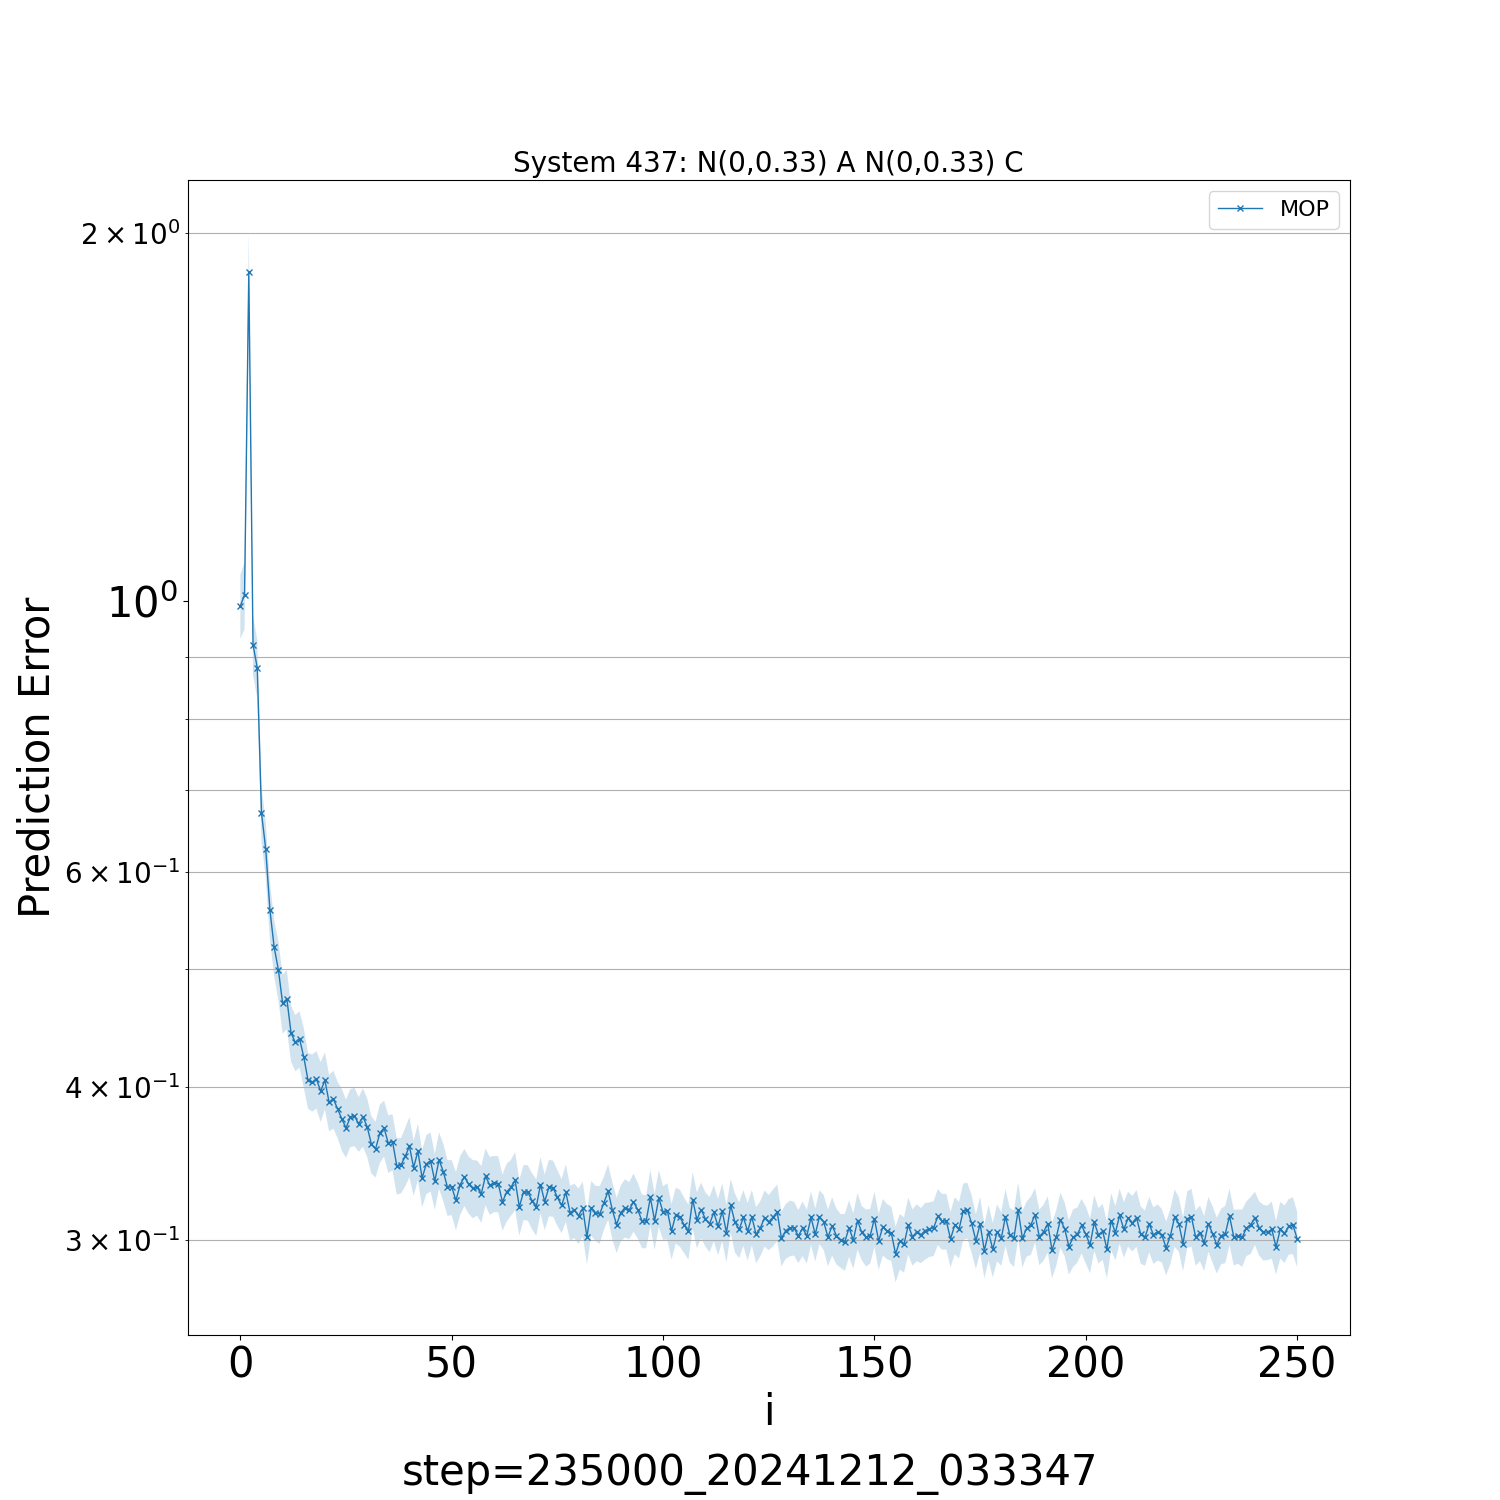 System 437: N(0,0.33) A N(0,0.33) C
MOP
2 × 10⁰
10⁰
6 × 10⁻¹
4 × 10⁻¹
3 × 10⁻¹
Prediction Error
0 50 100 150 200 250
i
step=235000_20241212_033347